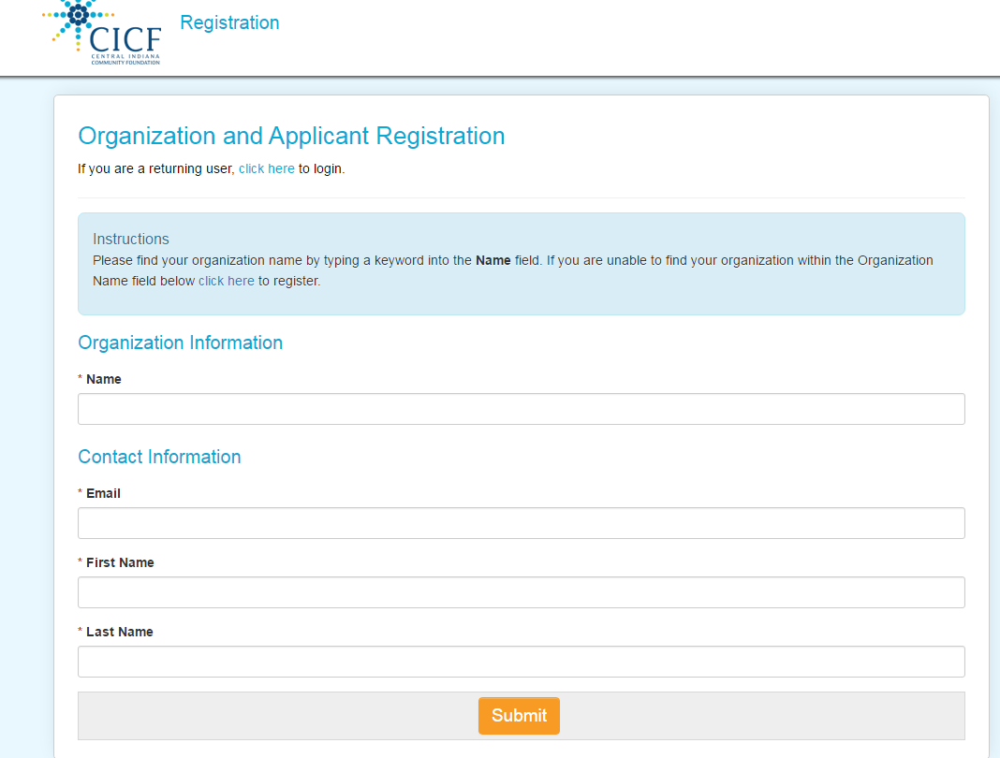 Registration
CICF
CENTRAL INDIANA
COMMUNITY FOUNDATION
Organization and Applicant Registration
If you are a returning user, click here to login.
Instructions
Please find your organization name by typing a keyword into the Name field. If you are unable to find your organization within the Organization
Name field below click here to register.
Organization Information
* Name
Contact Information
* Email
* First Name
* Last Name
Submit